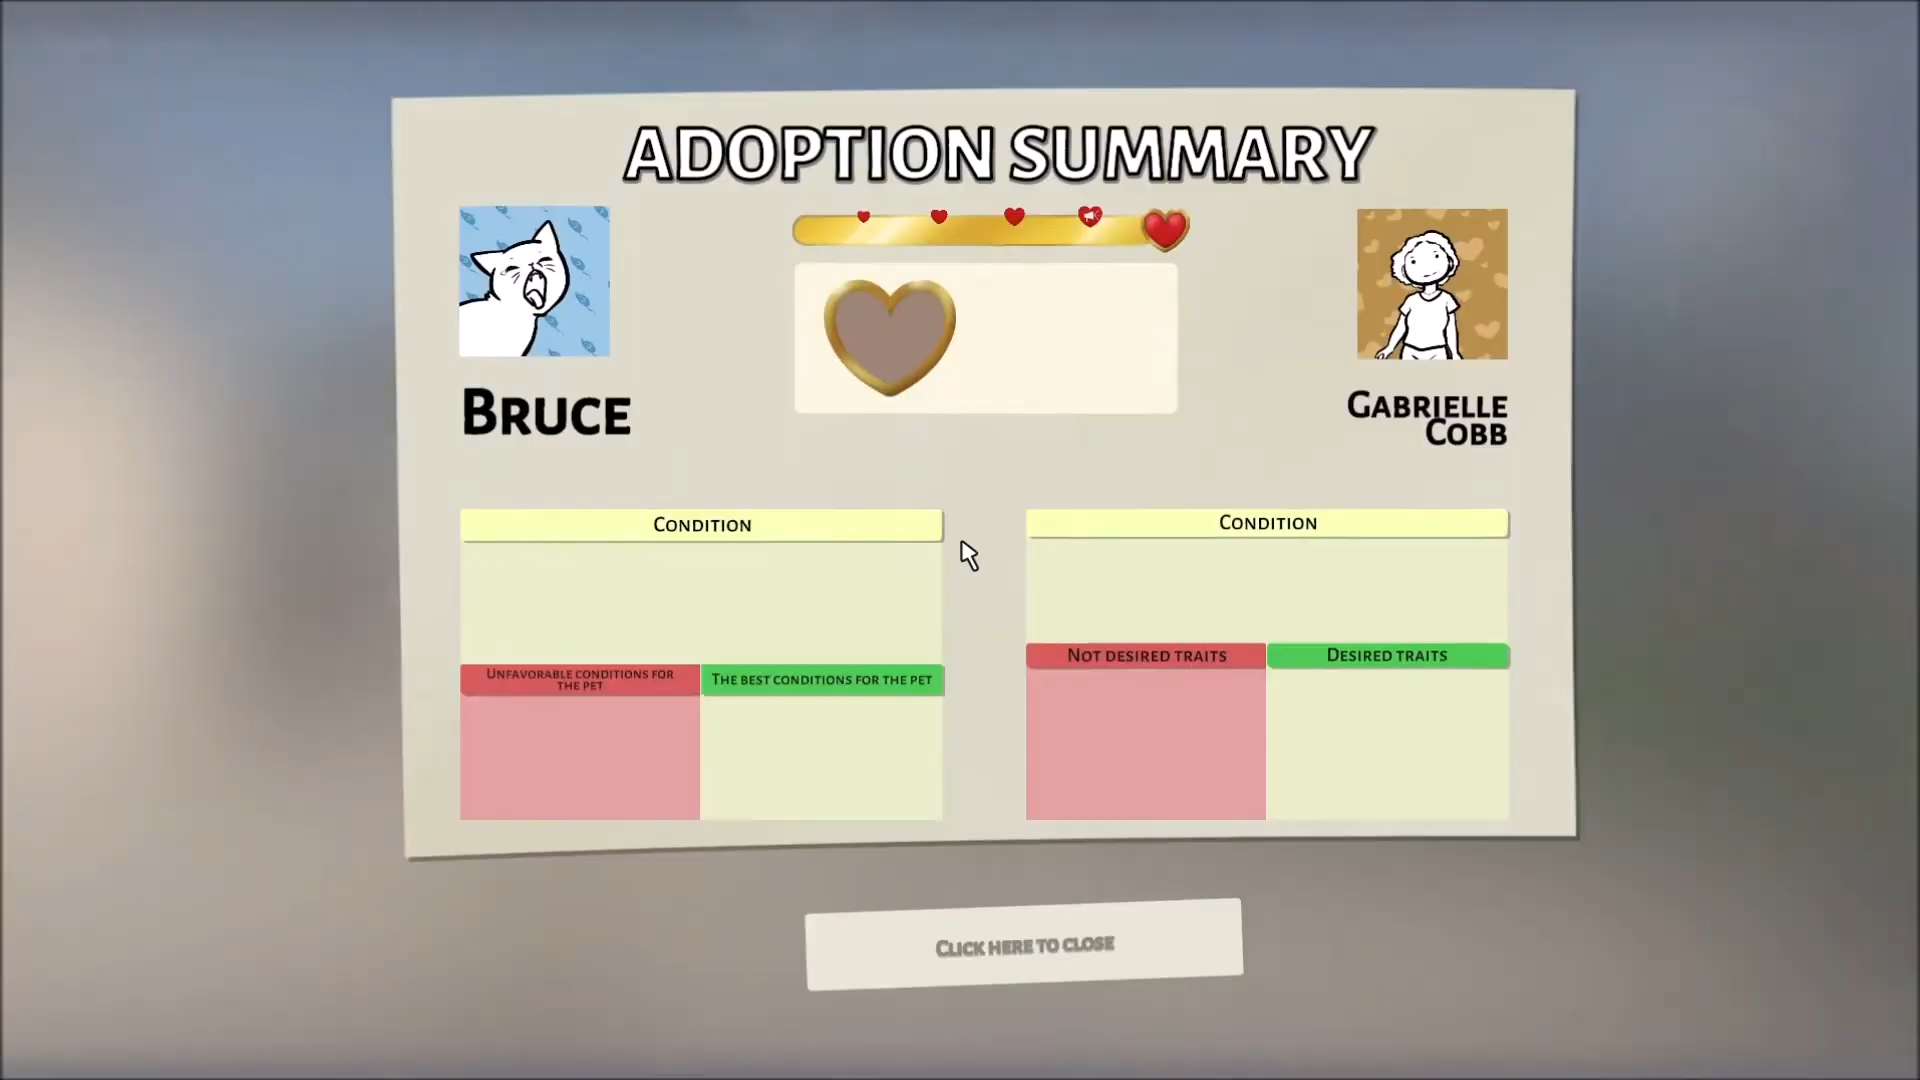 ADOPTION SUMMARY
BRUCE
GABRIELLE
COBB
CONDITION
UNFAVORABLE CONDITIONS FOR
THE PET
THE BEST CONDITIONS FOR THE PET
CONDITION
NOT DESIRED TRAITS
DESIRED TRAITS
CLICK HERE TO CLOSE